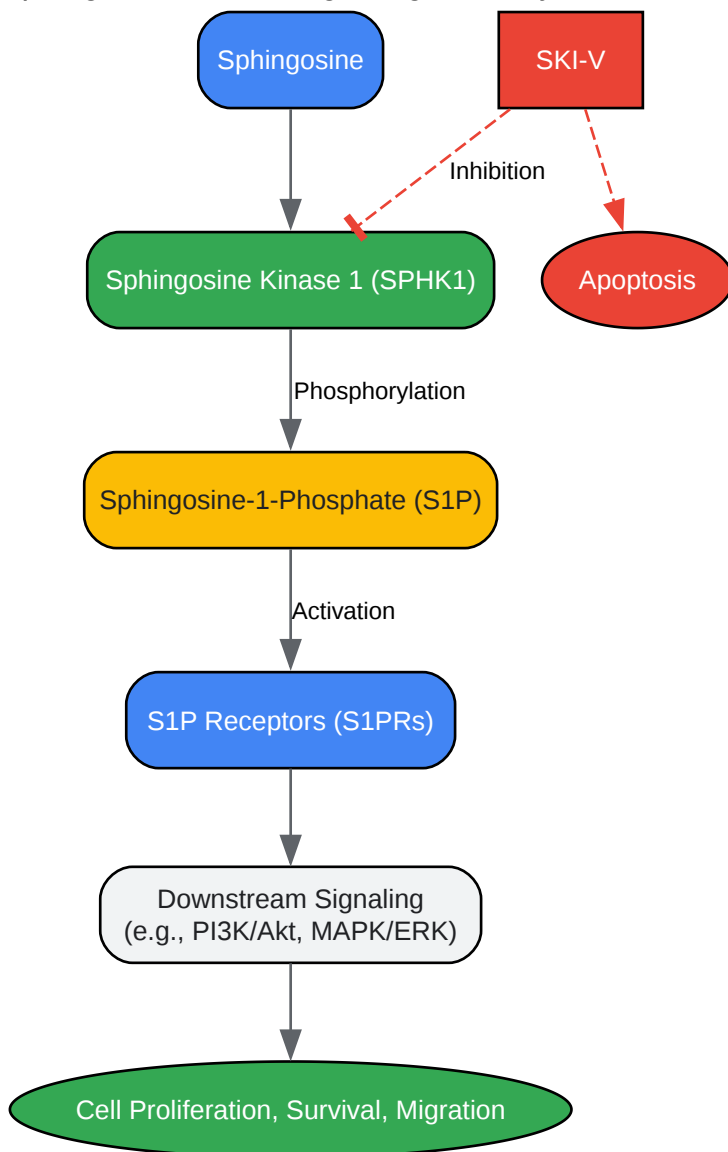 Sphingosine
SKI-V
Inhibition
Sphingosine Kinase 1 (SPHK1)
Apoptosis
Phosphorylation
Sphingosine-1-Phosphate (S1P)
Activation
S1P Receptors (S1PRs)
Downstream Signaling
(e.g., PI3K/Akt, MAPK/ERK)
Cell Proliferation, Survival, Migration